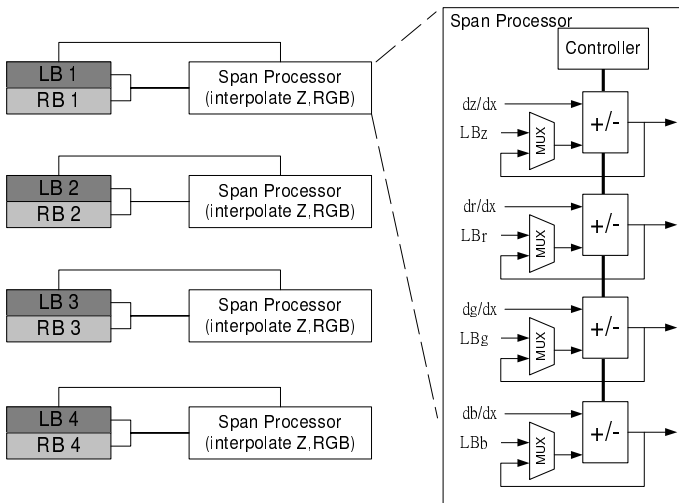 LB 1
RB 1
Span Processor
(interpolate Z,RGB)
LB 2
RB 2
Span Processor
(interpolate Z,RGB)
LB 3
RB 3
Span Processor
(interpolate Z,RGB)
LB 4
RB 4
Span Processor
(interpolate Z,RGB)
Span Processor
Controller
dz/dx
LBz
MUX
+/-
dr/dx
LBr
MUX
+/-
dg/dx
LBg
MUX
+/-
db/dx
LBb
MUX
+/-